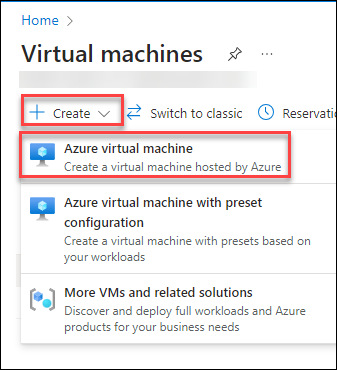 Home >
Virtual machines ...
+ Create Switch to classic Reservatio
Azure virtual machine
Create a virtual machine hosted by Azure
Azure virtual machine with preset
configuration
Create a virtual machine with presets based on
your workloads
More VMs and related solutions
Discover and deploy full workloads and Azure
products for your business needs